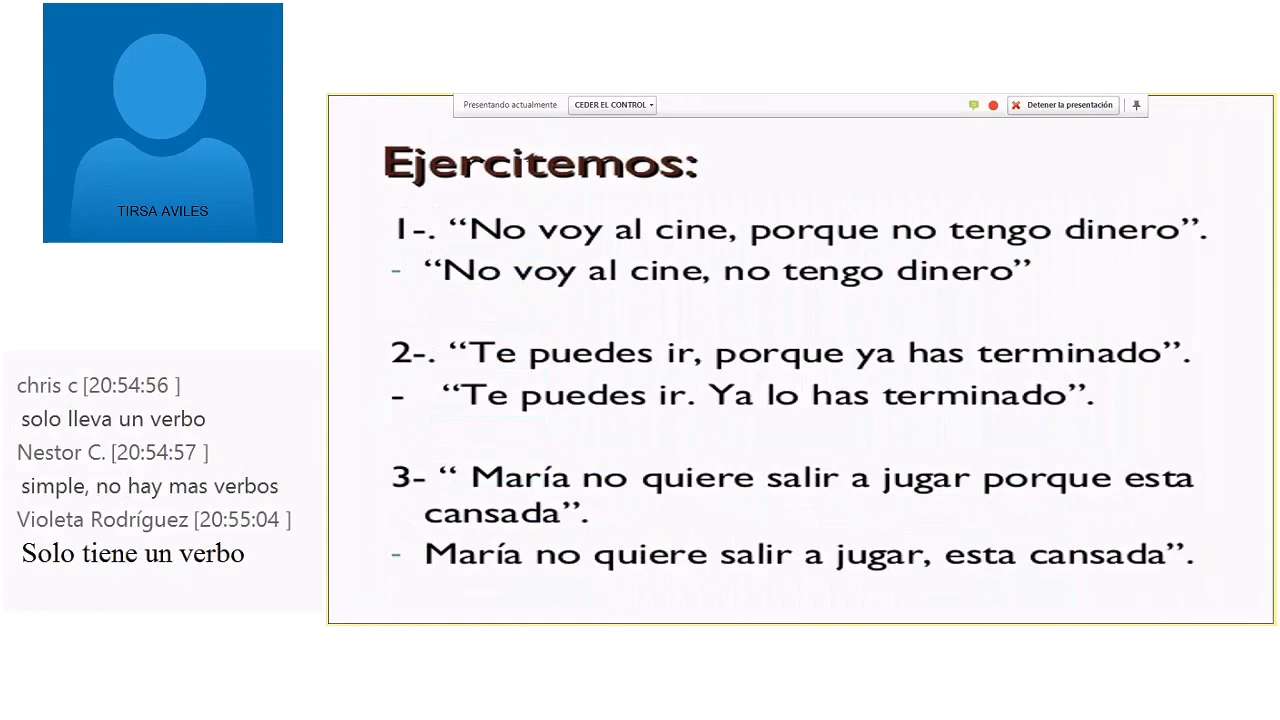 TIRSA AVILES
chris c [20:54:56 ]
solo lleva un verbo
Nestor C. [20:54:57 ]
simple, no hay mas verbos
Violeta Rodríguez [20:55:04 ]
Solo tiene un verbo
Presentando actualmente CEDER EL CONTROL Detener la presentación
Ejercitemos:
1-. “No voy al cine, porque no tengo dinero”.
- “No voy al cine, no tengo dinero”
2-. “Te puedes ir, porque ya has terminado”.
- “Te puedes ir. Ya lo has terminado”.
3- “ María no quiere salir a jugar porque esta
cansada”.
- María no quiere salir a jugar, esta cansada”.